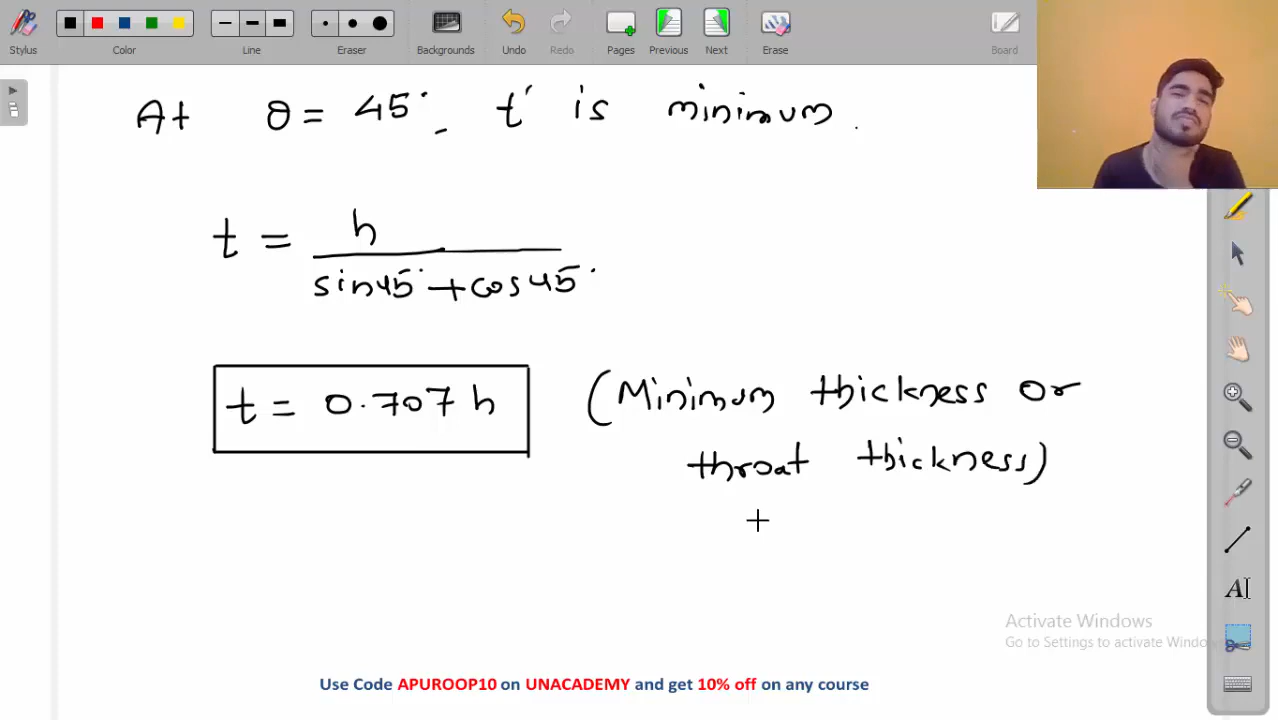 Stylus Color Line Eraser Backgrounds Undo Redo Pages Previous Next Erase Board
At θ = 45°, t' is minimum.
t = h / sin45° + cos45°
t = 0.707 h (Minimum thickness or
throat thickness)
A
Activate Windows
Go to Settings to activate Windows
Use Code APUROOP10 on UNACADEMY and get 10% off on any course